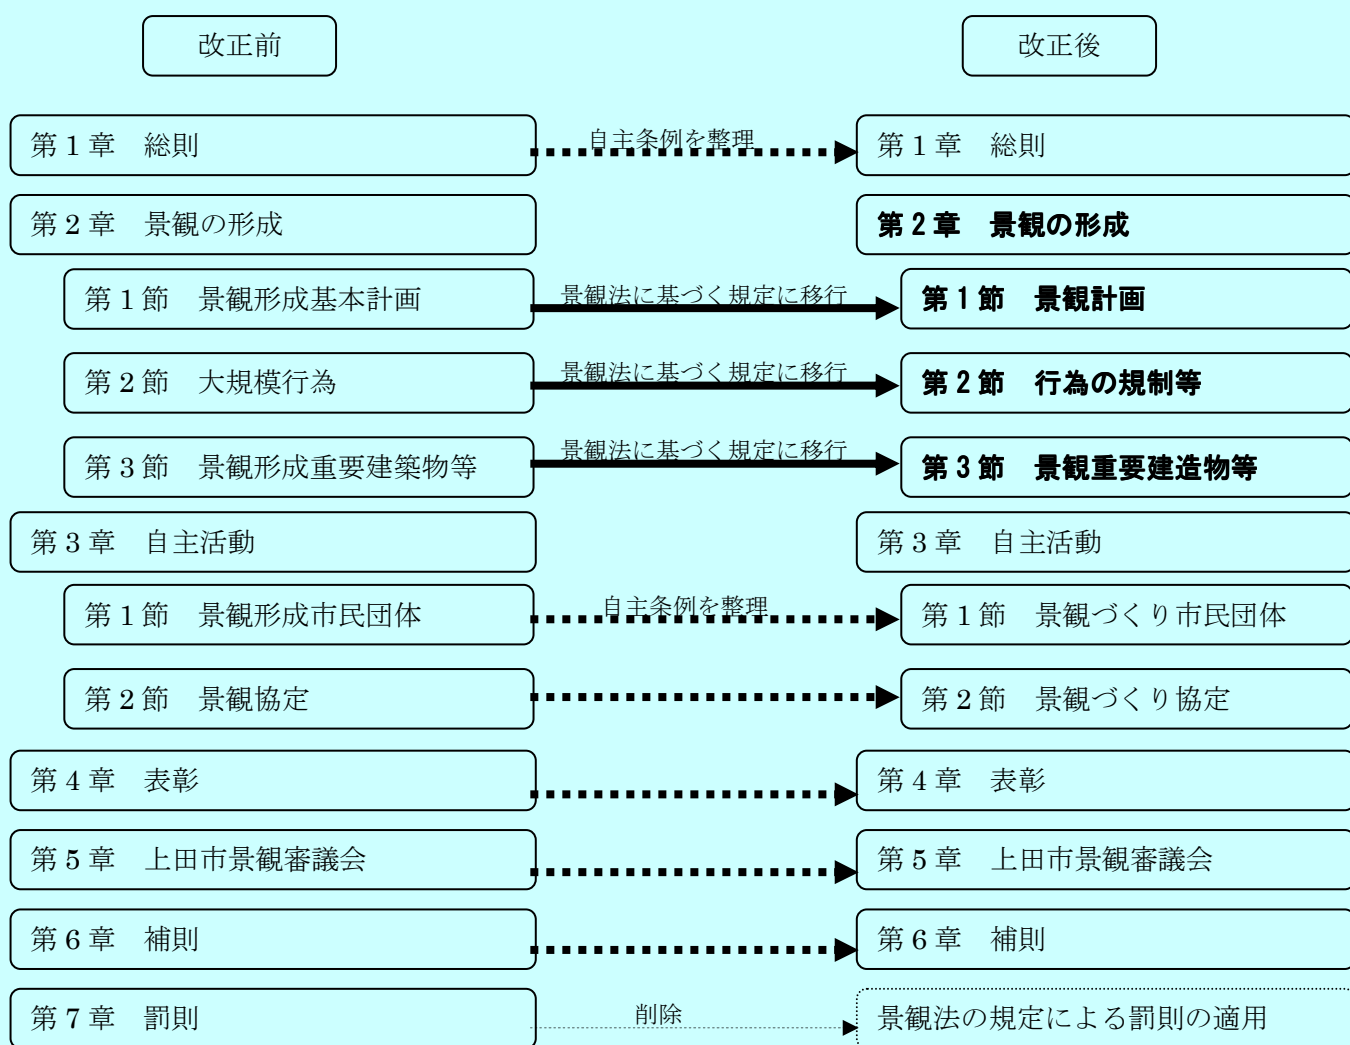 改正前
改正後
第1章　総則
自主条例を整理
第1章　総則
第2章　景観の形成
第2章　景観の形成
第1節　景観形成基本計画
景観法に基づく規定に移行
第1節　景観計画
第2節　大規模行為
景観法に基づく規定に移行
第2節　行為の規制等
第3節　景観形成重要建築物等
景観法に基づく規定に移行
第3節　景観重要建造物等
第3章　自主活動
第3章　自主活動
第1節　景観形成市民団体
自主条例を整理
第1節　景観づくり市民団体
第2節　景観協定
第2節　景観づくり協定
第4章　表彰
第4章　表彰
第5章　上田市景観審議会
第5章　上田市景観審議会
第6章　補則
第6章　補則
第7章　罰則
削除
景観法の規定による罰則の適用